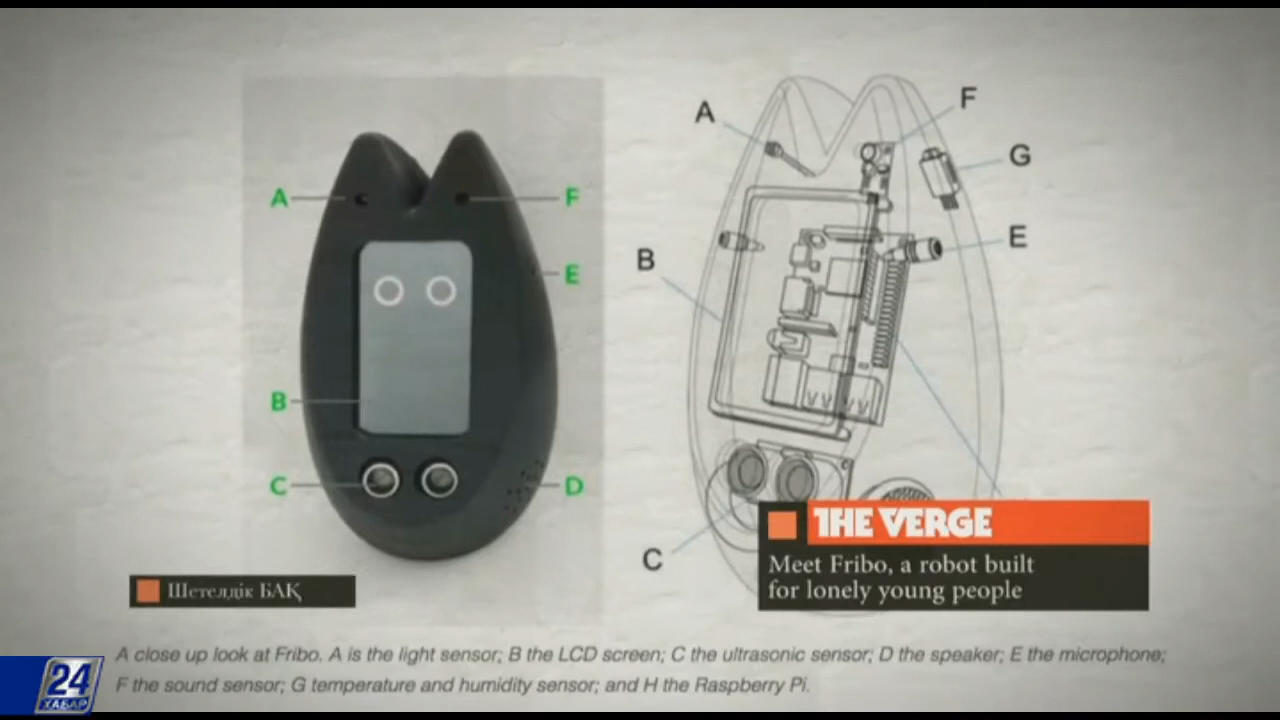 A
F
E
B
C
D
A
F
G
E
B
C
THE VERGE
Meet Fribo, a robot built
for lonely young people
Шетелдік БАҚ
A close up look at Fribo. A is the light sensor; B the LCD screen; C the ultrasonic sensor; D the speaker; E the microphone;
F the sound sensor; G temperature and humidity sensor; and H the Raspberry Pi.
24
ХАБАР